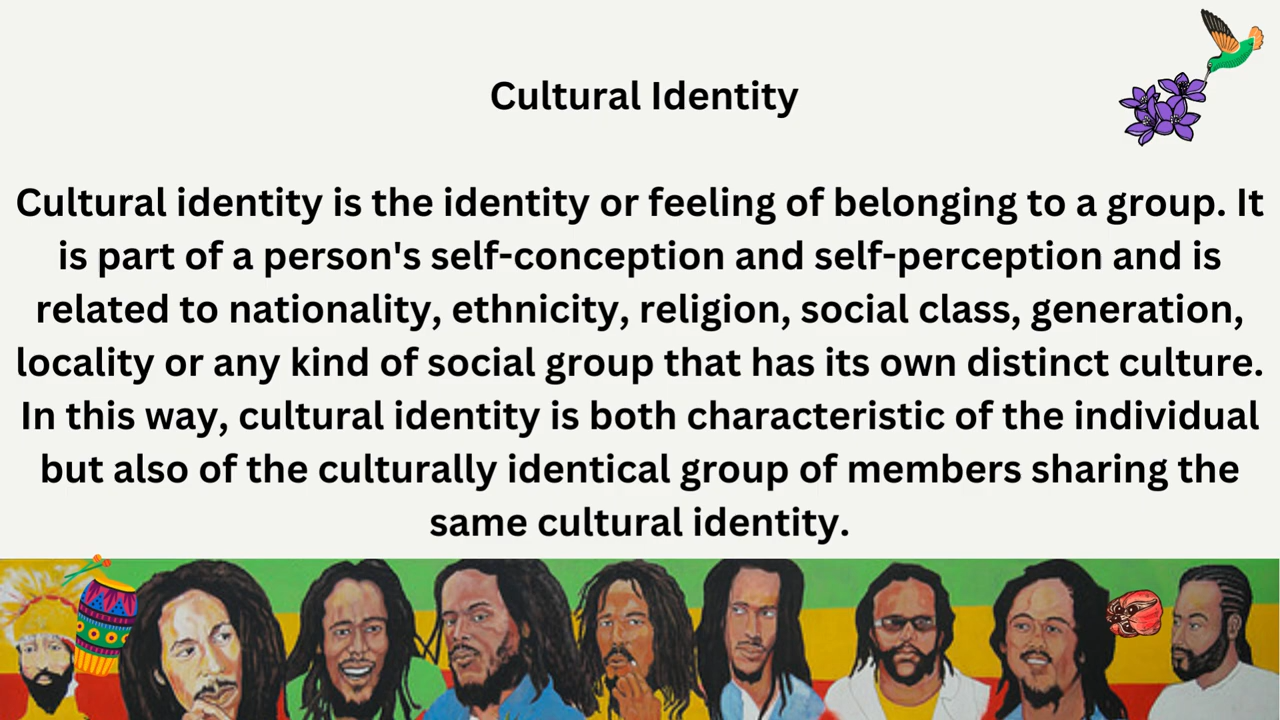 Cultural Identity
Cultural identity is the identity or feeling of belonging to a group. It
is part of a person's self-conception and self-perception and is
related to nationality, ethnicity, religion, social class, generation,
locality or any kind of social group that has its own distinct culture.
In this way, cultural identity is both characteristic of the individual
but also of the culturally identical group of members sharing the
same cultural identity.